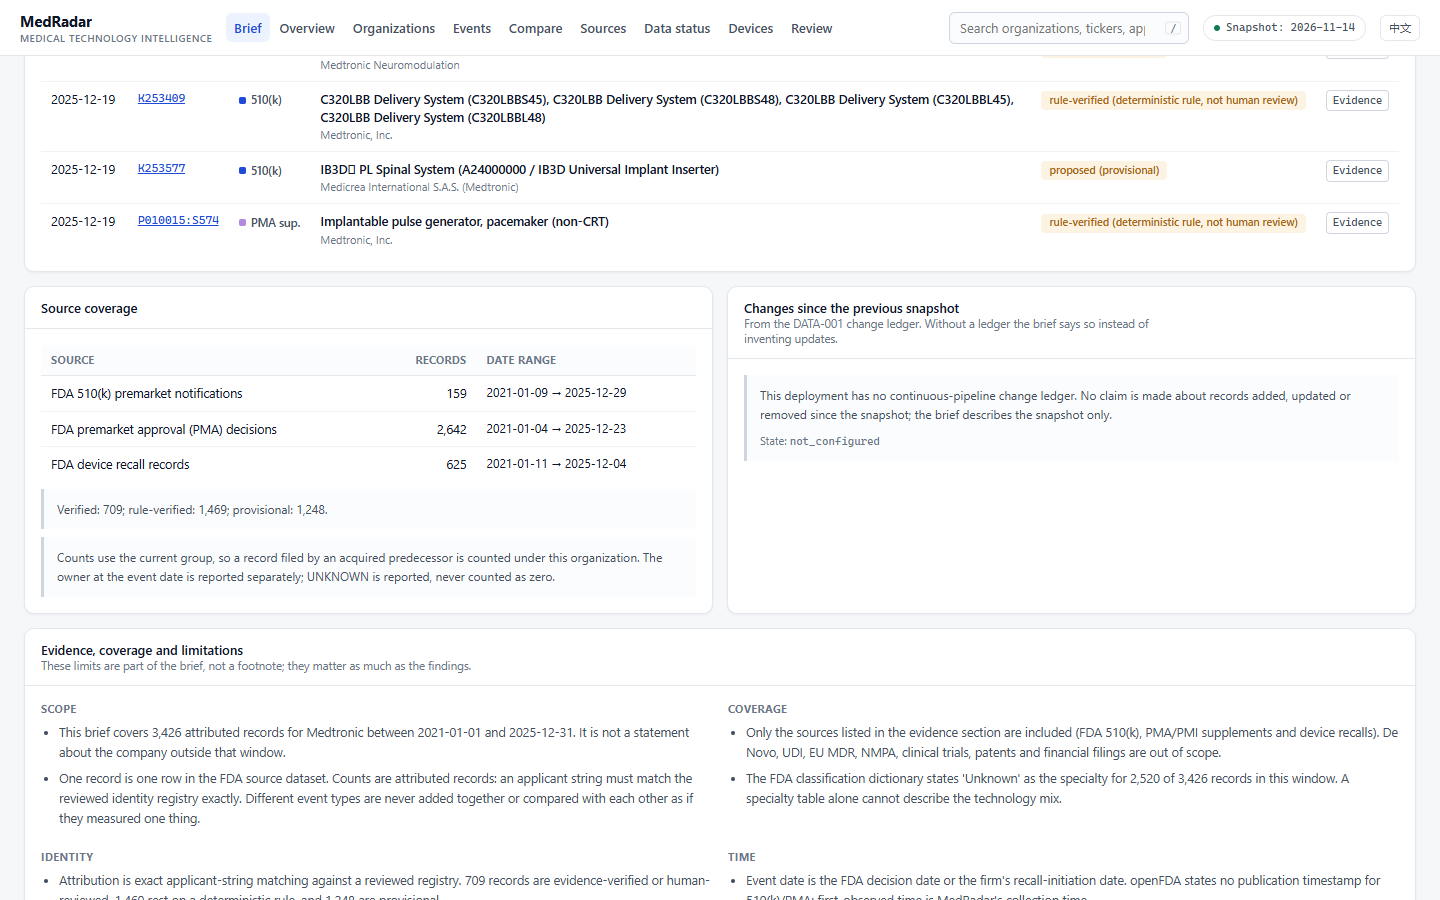 MedRadar
MEDICAL TECHNOLOGY INTELLIGENCE
Brief Overview Organizations Events Compare Sources Data status Devices Review
Search organizations, tickers, ap /
Snapshot: 2026-11-14
中文
Medtronic Neuromodulation
2025-12-19 K253409 510(k) C320LBB Delivery System (C320LBBS45), C320LBB Delivery System (C320LBBS48), C320LBB Delivery System (C320LBBL45), rule-verified (deterministic rule, not human review) Evidence
C320LBB Delivery System (C320LBBL48)
Medtronic, Inc.
2025-12-19 K253577 510(k) IB3D▯ PL Spinal System (A24000000 / IB3D Universal Implant Inserter) proposed (provisional) Evidence
Medicrea International S.A.S. (Medtronic)
2025-12-19 P010015:S574 PMA sup. Implantable pulse generator, pacemaker (non-CRT) rule-verified (deterministic rule, not human review) Evidence
Medtronic, Inc.
Source coverage
SOURCE RECORDS DATE RANGE
FDA 510(k) premarket notifications 159 2021-01-09 → 2025-12-29
FDA premarket approval (PMA) decisions 2,642 2021-01-04 → 2025-12-23
FDA device recall records 625 2021-01-11 → 2025-12-04
Verified: 709; rule-verified: 1,469; provisional: 1,248.
Counts use the current group, so a record filed by an acquired predecessor is counted under this organization. The
owner at the event date is reported separately; UNKNOWN is reported, never counted as zero.
Changes since the previous snapshot
From the DATA-001 change ledger. Without a ledger the brief says so instead of
inventing updates.
This deployment has no continuous-pipeline change ledger. No claim is made about records added, updated or
removed since the snapshot; the brief describes the snapshot only.
State: not_configured
Evidence, coverage and limitations
These limits are part of the brief, not a footnote; they matter as much as the findings.
SCOPE
• This brief covers 3,426 attributed records for Medtronic between 2021-01-01 and 2025-12-31. It is not a statement
about the company outside that window.
• One record is one row in the FDA source dataset. Counts are attributed records: an applicant string must match the
reviewed identity registry exactly. Different event types are never added together or compared with each other as if
they measured one thing.
COVERAGE
• Only the sources listed in the evidence section are included (FDA 510(k), PMA/PMI supplements and device recalls). De
Novo, UDI, EU MDR, NMPA, clinical trials, patents and financial filings are out of scope.
• The FDA classification dictionary states 'Unknown' as the specialty for 2,520 of 3,426 records in this window. A
specialty table alone cannot describe the technology mix.
IDENTITY
• Attribution is exact applicant-string matching against a reviewed registry. 709 records are evidence-verified or human-
reviewed, 1,469 rest on a deterministic rule, and 1,248 are provisional.
TIME
• Event date is the FDA decision date or the firm's recall-initiation date. openFDA states no publication timestamp for
510(k)/PMA; first-observed time is MedRadar's collection time.